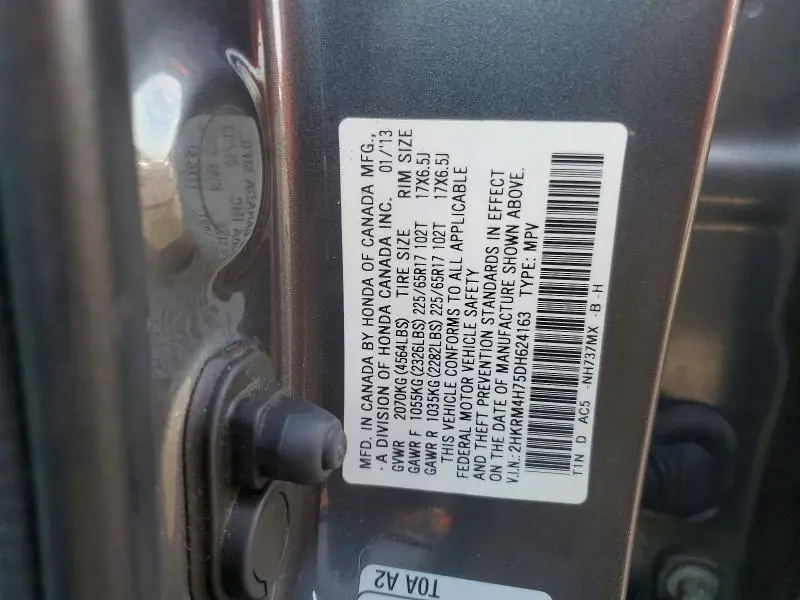 MFD. IN CANADA BY HONDA OF CANADA MFG.,
A DIVISION OF HONDA CANADA INC. 01/'13
GVWR 2070KG(4564LBS) TIRE SIZE RIM SIZE
GAWR F 1055KG(2326LBS) 225/65R17 102T 17X6.5J
GAWR R 1035KG(2282LBS) 225/65R17 102T 17X6.5J
THIS VEHICLE CONFORMS TO ALL APPLICABLE
FEDERAL MOTOR VEHICLE SAFETY
AND THEFT PREVENTION STANDARDS IN EFFECT
ON THE DATE OF MANUFACTURE SHOWN ABOVE.
V.I.N.: 2HKRM4H75DH624163 TYPE: MPV
T1N D AC5 -NH737MX -B -H
T0A A2